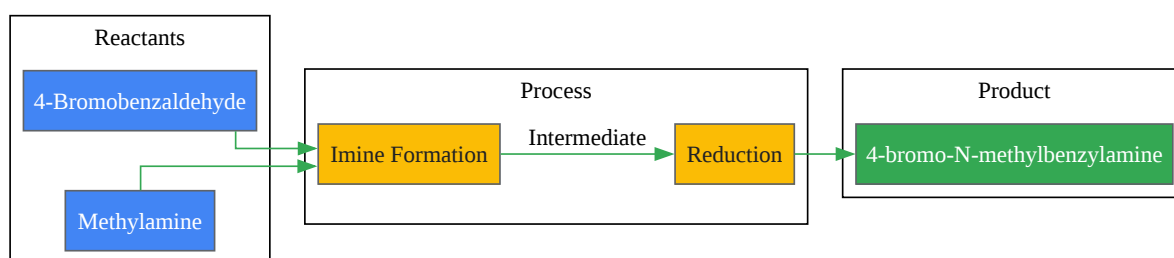 Reactants
4-Bromobenzaldehyde
Methylamine
Process
Imine Formation
Intermediate
Reduction
Product
4-bromo-N-methylbenzylamine